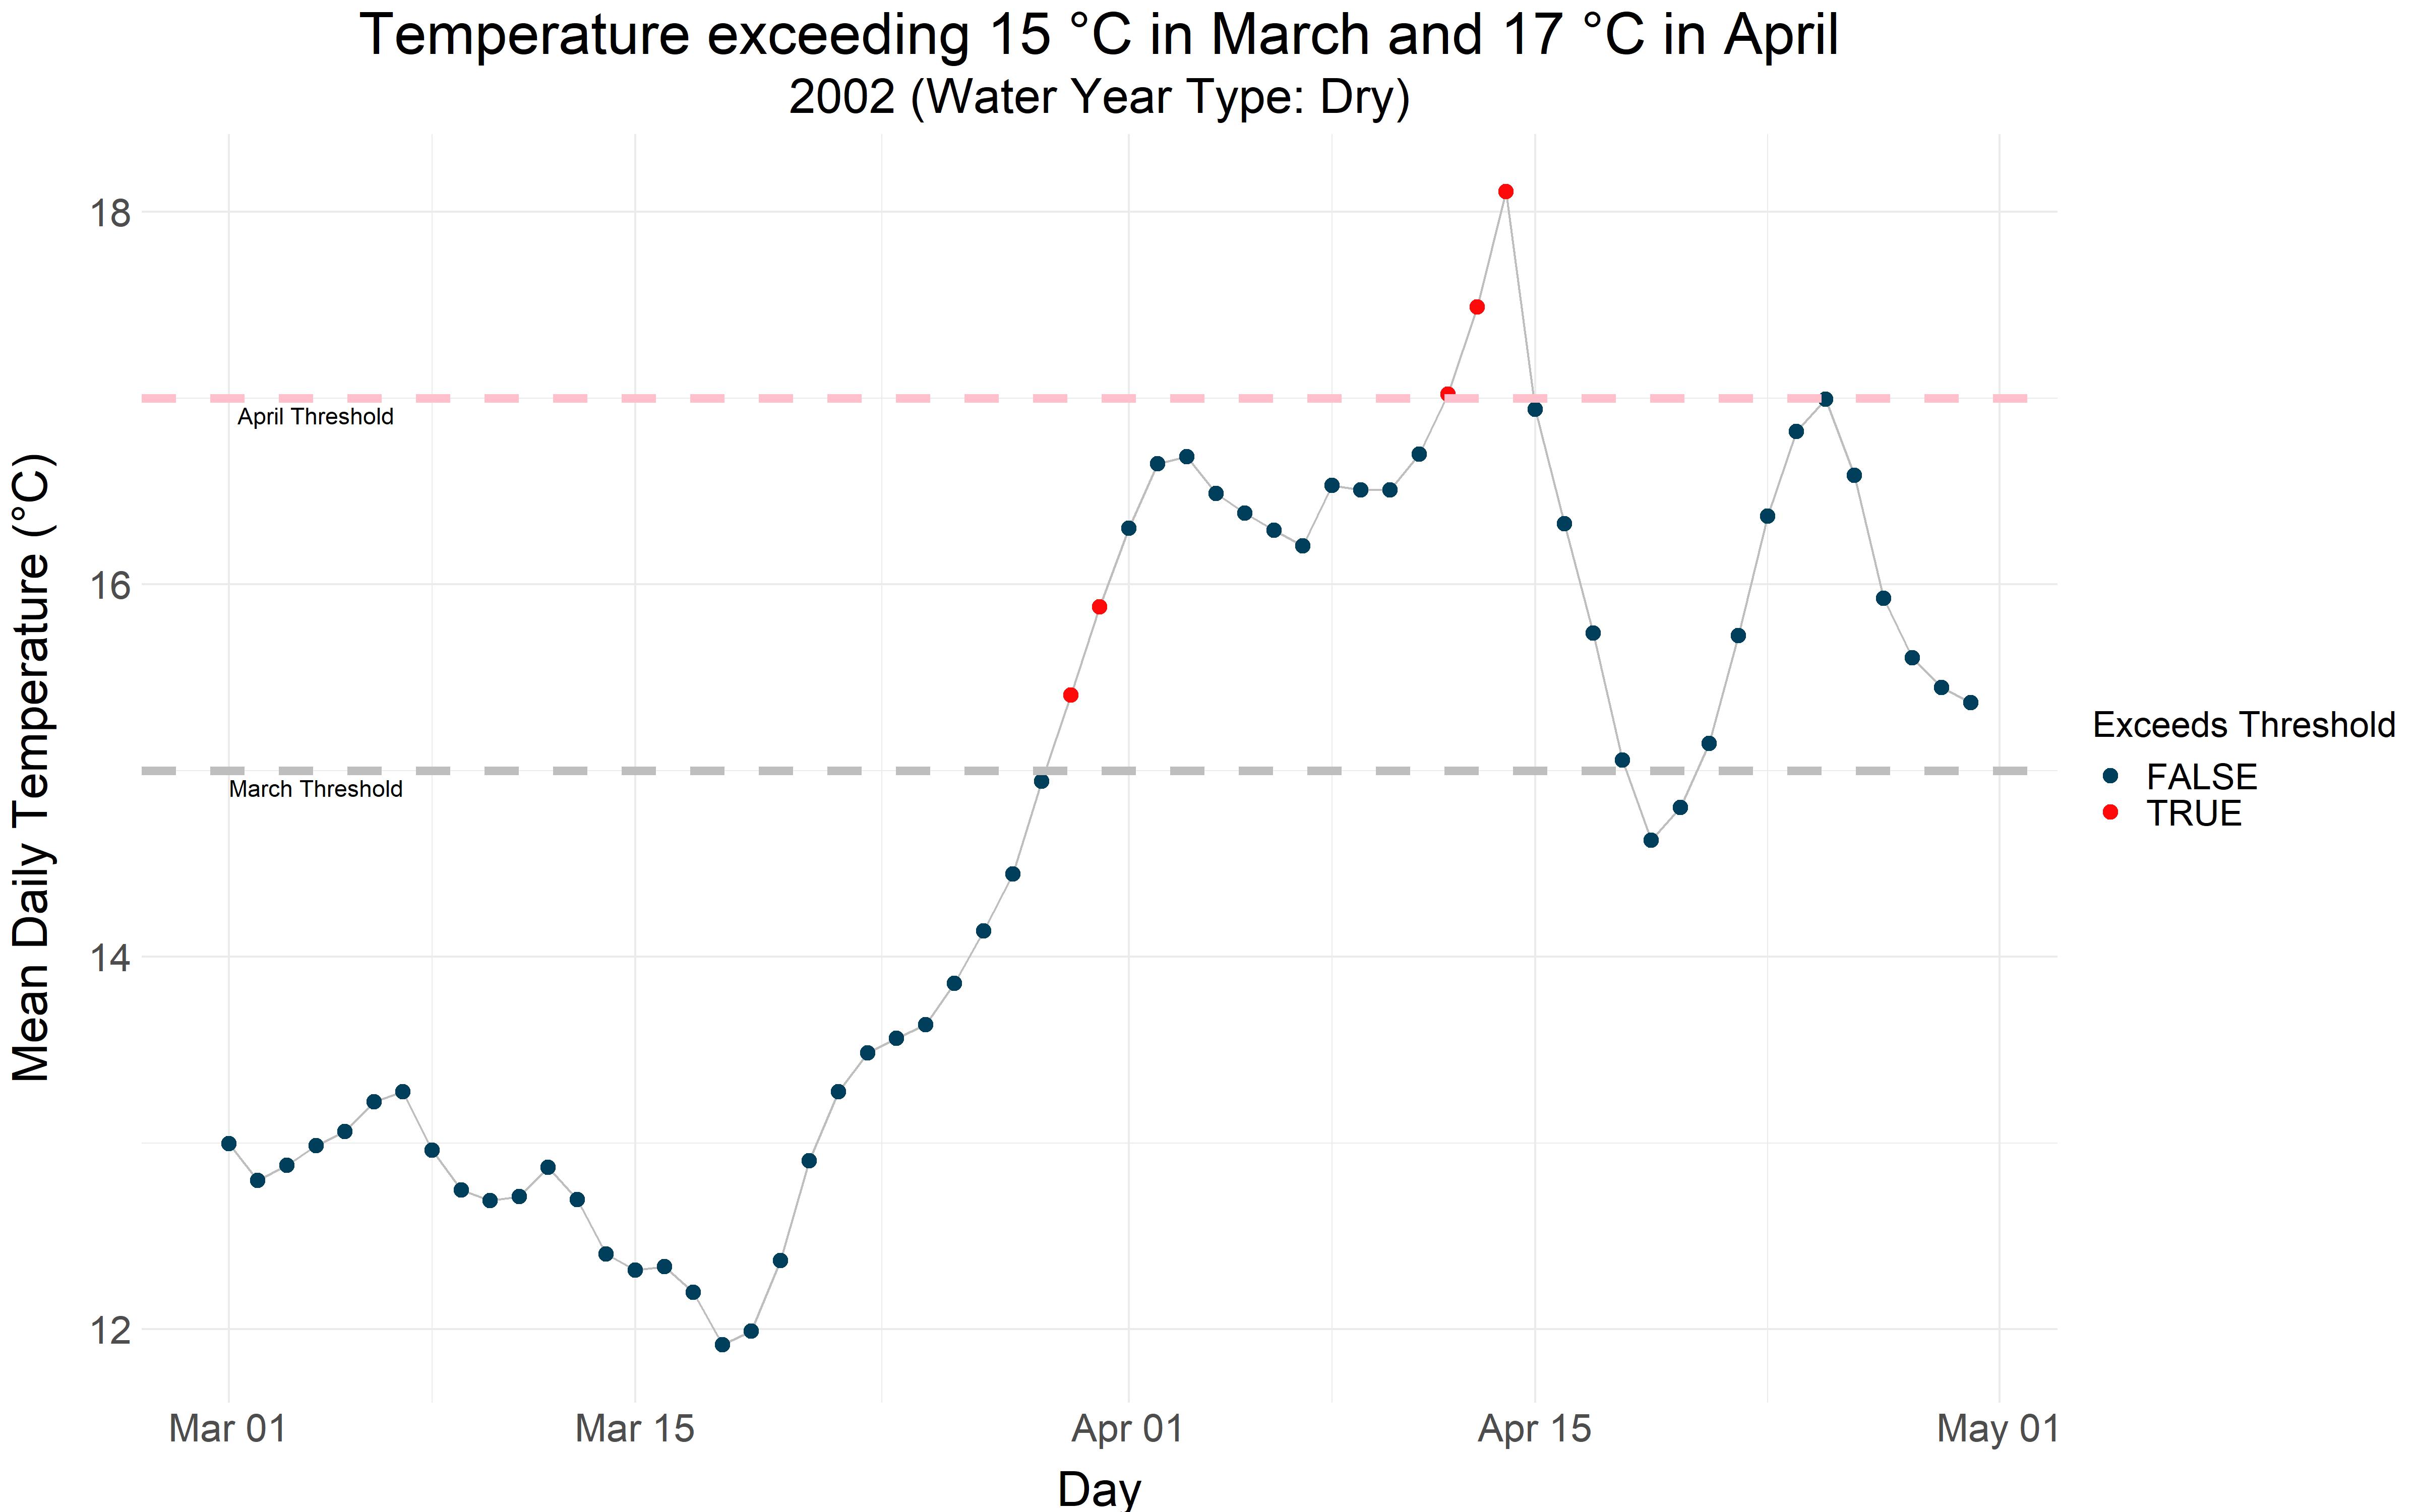 Temperature exceeding 15 °C in March and 17 °C in April
2002 (Water Year Type: Dry)
Mean Daily Temperature (°C)
18
16
14
12
April Threshold
March Threshold
Exceeds Threshold
FALSE
TRUE
Mar 01
Mar 15
Apr 01
Apr 15
May 01
Day